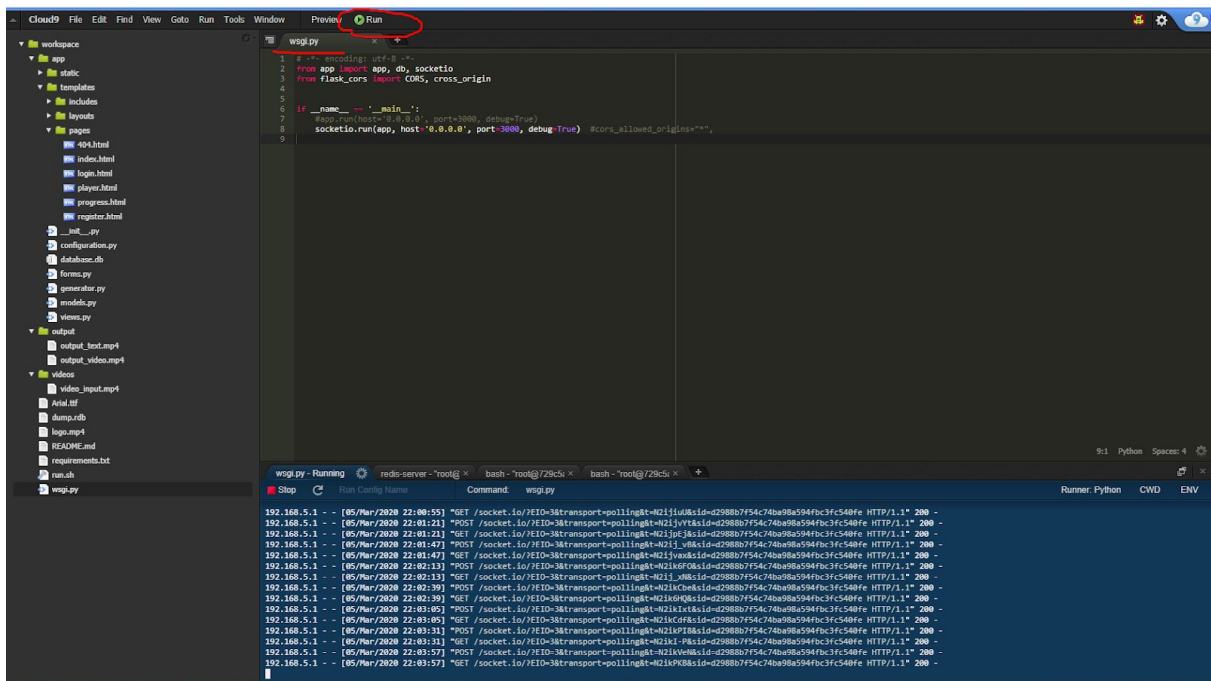 Cloud9 File Edit Find View Goto Run Tools Window Preview Run
workspace
app
static
templates
includes
layouts
pages
404.html
index.html
login.html
player.html
progress.html
register.html
__init__.py
configuration.py
database.db
forms.py
generator.py
models.py
views.py
output
output_text.mp4
output_video.mp4
videos
video_input.mp4
Arial.ttf
dump.rdb
logo.mp4
README.md
requirements.txt
run.sh
wsgi.py
wsgi.py × +
1 # -*- encoding: utf-8 -*-
2 from app import app, db, socketio
3 from flask_cors import CORS, cross_origin
4
5
6 if __name__ == '__main__':
7 #app.run(host='0.0.0.0', port=3000, debug=True)
8 socketio.run(app, host='0.0.0.0', port=3000, debug=True) #cors_allowed_origins="*",
9
9:1 Python Spaces: 4
wsgi.py - Running redis-server - "root@ × bash - "root@729c5 × bash - "root@729c5 × +
Stop Run Config Name Command: wsgi.py Runner: Python CWD ENV
192.168.5.1 - - [05/Mar/2020 22:00:55] "GET /socket.io/?EIO=3&transport=polling&t=N2ijiuU&sid=d2988b7f54c74ba98a594fbc3fc540fe HTTP/1.1" 200 -
192.168.5.1 - - [05/Mar/2020 22:01:21] "POST /socket.io/?EIO=3&transport=polling&t=N2ijvYt&sid=d2988b7f54c74ba98a594fbc3fc540fe HTTP/1.1" 200 -
192.168.5.1 - - [05/Mar/2020 22:01:21] "GET /socket.io/?EIO=3&transport=polling&t=N2ijpEj&sid=d2988b7f54c74ba98a594fbc3fc540fe HTTP/1.1" 200 -
192.168.5.1 - - [05/Mar/2020 22:01:47] "POST /socket.io/?EIO=3&transport=polling&t=N2ij_vB&sid=d2988b7f54c74ba98a594fbc3fc540fe HTTP/1.1" 200 -
192.168.5.1 - - [05/Mar/2020 22:01:47] "GET /socket.io/?EIO=3&transport=polling&t=N2ijvax&sid=d2988b7f54c74ba98a594fbc3fc540fe HTTP/1.1" 200 -
192.168.5.1 - - [05/Mar/2020 22:02:13] "POST /socket.io/?EIO=3&transport=polling&t=N2ik6FO&sid=d2988b7f54c74ba98a594fbc3fc540fe HTTP/1.1" 200 -
192.168.5.1 - - [05/Mar/2020 22:02:13] "GET /socket.io/?EIO=3&transport=polling&t=N2ij_xN&sid=d2988b7f54c74ba98a594fbc3fc540fe HTTP/1.1" 200 -
192.168.5.1 - - [05/Mar/2020 22:02:39] "POST /socket.io/?EIO=3&transport=polling&t=N2ikCbe&sid=d2988b7f54c74ba98a594fbc3fc540fe HTTP/1.1" 200 -
192.168.5.1 - - [05/Mar/2020 22:02:39] "GET /socket.io/?EIO=3&transport=polling&t=N2ik6HQ&sid=d2988b7f54c74ba98a594fbc3fc540fe HTTP/1.1" 200 -
192.168.5.1 - - [05/Mar/2020 22:03:05] "POST /socket.io/?EIO=3&transport=polling&t=N2ikIxt&sid=d2988b7f54c74ba98a594fbc3fc540fe HTTP/1.1" 200 -
192.168.5.1 - - [05/Mar/2020 22:03:05] "GET /socket.io/?EIO=3&transport=polling&t=N2ikCdf&sid=d2988b7f54c74ba98a594fbc3fc540fe HTTP/1.1" 200 -
192.168.5.1 - - [05/Mar/2020 22:03:31] "POST /socket.io/?EIO=3&transport=polling&t=N2ikPI8&sid=d2988b7f54c74ba98a594fbc3fc540fe HTTP/1.1" 200 -
192.168.5.1 - - [05/Mar/2020 22:03:31] "GET /socket.io/?EIO=3&transport=polling&t=N2ikI-P&sid=d2988b7f54c74ba98a594fbc3fc540fe HTTP/1.1" 200 -
192.168.5.1 - - [05/Mar/2020 22:03:57] "POST /socket.io/?EIO=3&transport=polling&t=N2ikVeN&sid=d2988b7f54c74ba98a594fbc3fc540fe HTTP/1.1" 200 -
192.168.5.1 - - [05/Mar/2020 22:03:57] "GET /socket.io/?EIO=3&transport=polling&t=N2ikPKB&sid=d2988b7f54c74ba98a594fbc3fc540fe HTTP/1.1" 200 -